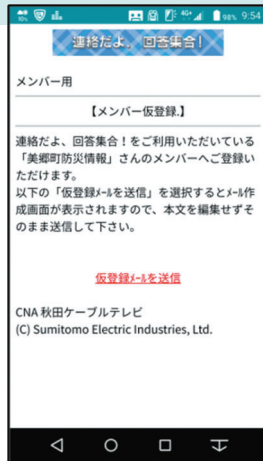 98% 9:54
連絡だよ、回答集合！
メンバー用
【メンバー仮登録.】
連絡だよ、回答集合！をご利用いただいている
「美郷町防災情報」さんのメンバーへご登録い
ただけます。
以下の「仮登録ﾒｰﾙを送信」を選択するとﾒｰﾙ作
成画面が表示されますので、本文を編集せずそ
のまま送信して下さい。
仮登録ﾒｰﾙを送信
CNA 秋田ケーブルテレビ
(C) Sumitomo Electric Industries, Ltd.